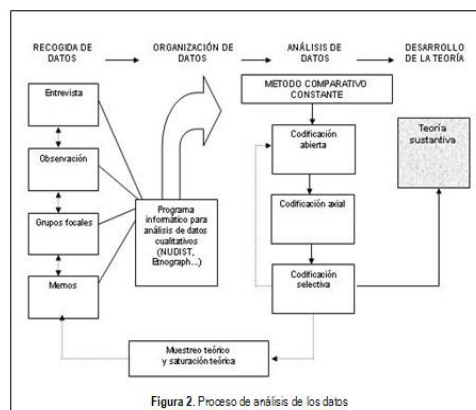 RECOGIDA DE
DATOS
ORGANIZACIÓN DE
DATOS
ANÁLISIS DE
DATOS
DESARROLLO
DE LA TEORÍA
METODO COMPARATIVO
CONSTANTE
Entrevista
Observación
Grupos focales
Memos
Programa
informático para
análisis de datos
cualitativos
(NUDIST,
Etnograph...)
Codificación
abierta
Codificación axial
Codificación
selectiva
Teoría
sustantiva
Muestreo teórico
y saturación teórica
Figura 2. Proceso de análisis de los datos